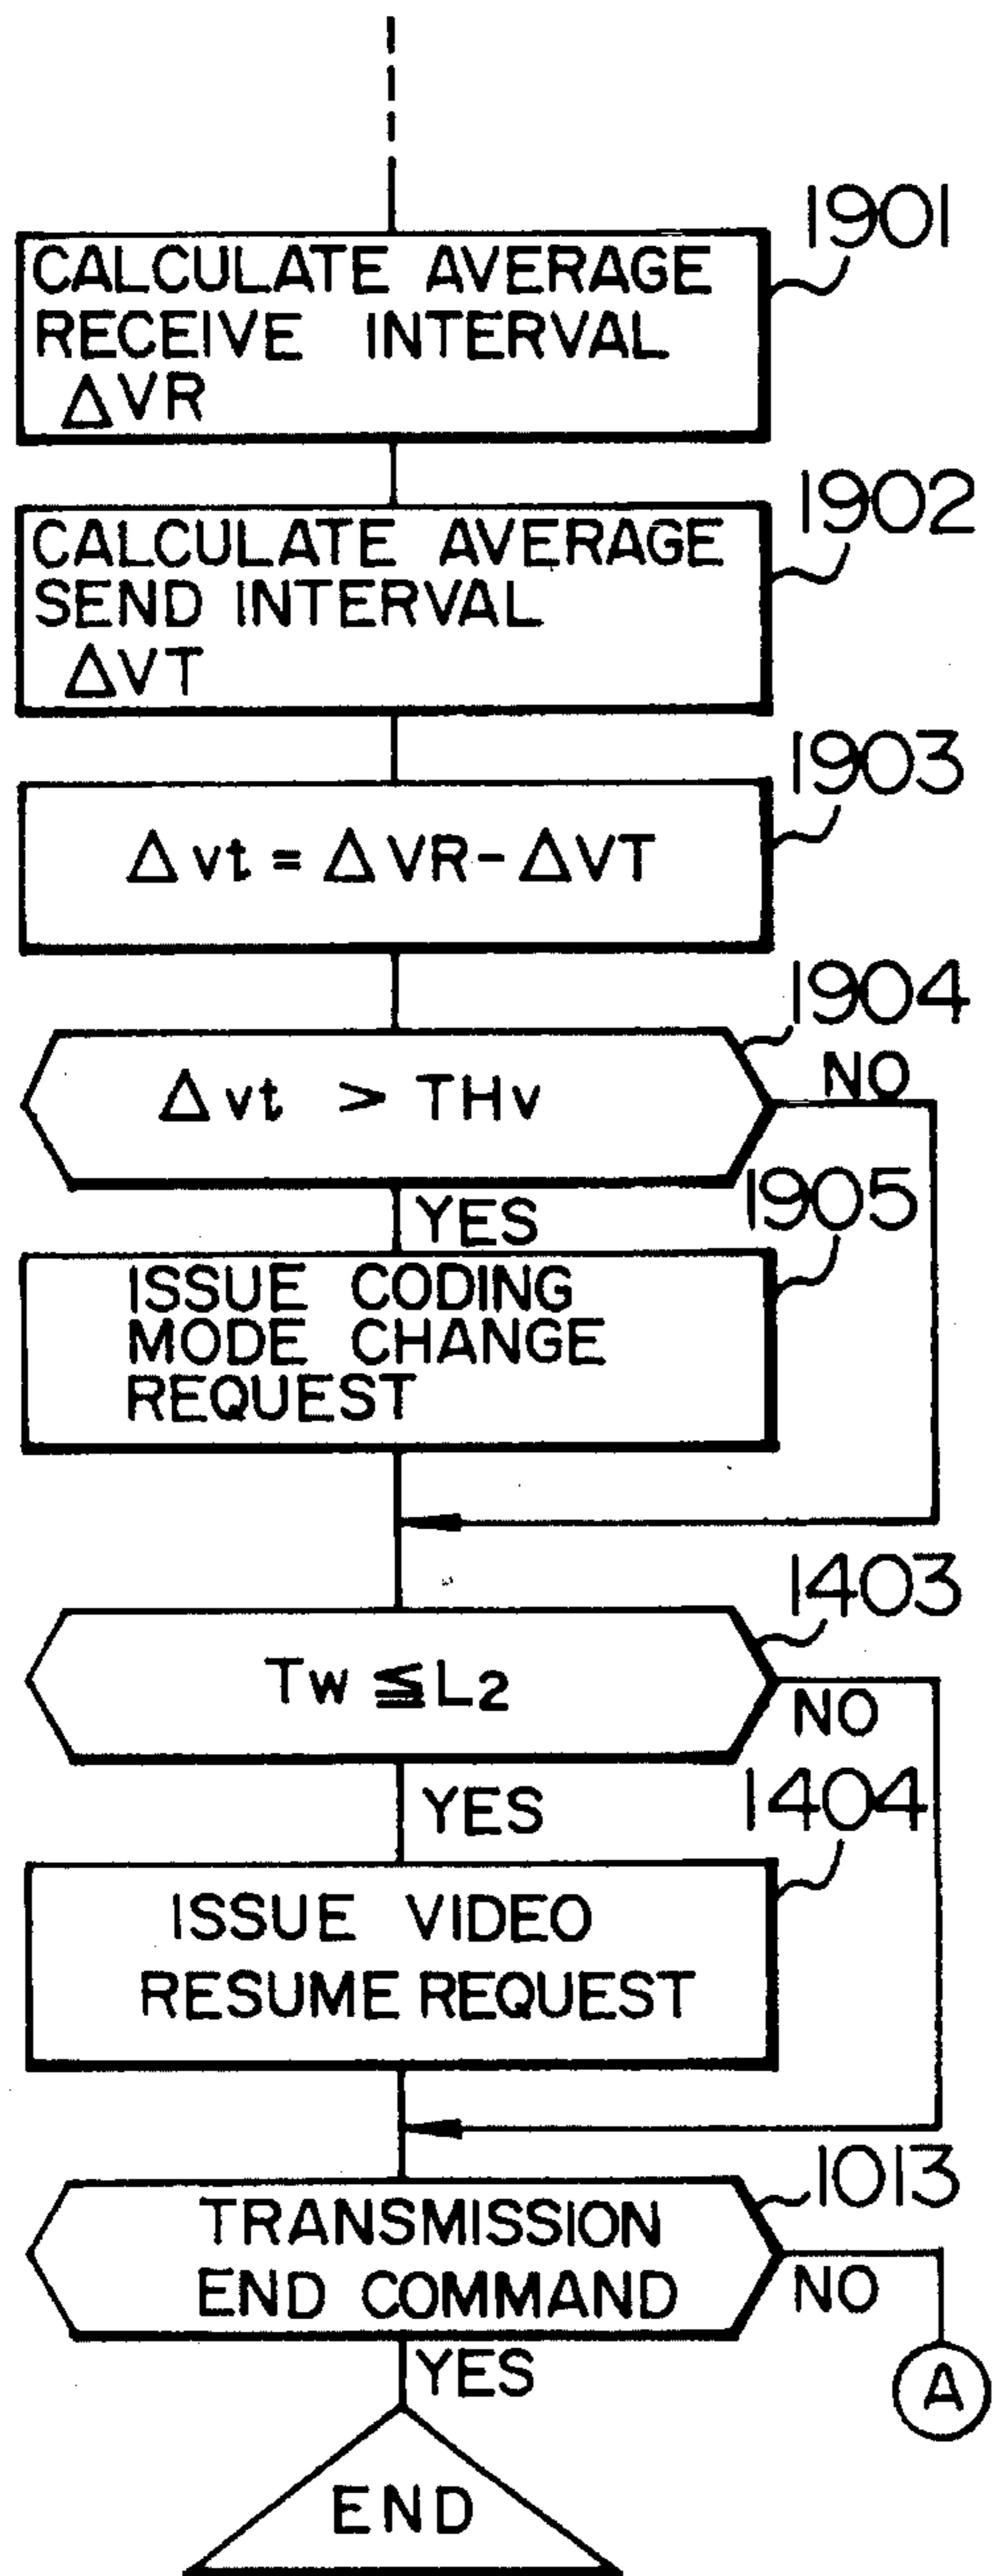 1901
CALCULATE AVERAGE
RECEIVE INTERVAL
ΔVR
1902
CALCULATE AVERAGE
SEND INTERVAL
ΔVT
1903
Δvt = ΔVR-ΔVT
1904
Δvt > THv
NO
YES
1905
ISSUE CODING
MODE CHANGE
REQUEST
1403
Tw ≦ L2
NO
YES
1404
ISSUE VIDEO
RESUME REQUEST
1013
TRANSMISSION
END COMMAND
NO
YES
A
END